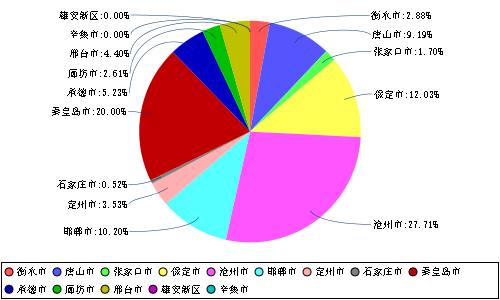 雄安新区:0.00%
辛集市:0.00%
邢台市:4.40%
廊坊市:2.61%
承德市:5.23%
秦皇岛市:20.00%
石家庄市:0.52%
定州市:3.53%
邯郸市:10.20%
衡水市:2.88%
唐山市:9.19%
张家口市:1.70%
保定市:12.03%
沧州市:27.71%
衡水市 唐山市 张家口市 保定市 沧州市 邯郸市 定州市 石家庄市 秦皇岛市
承德市 廊坊市 邢台市 雄安新区 辛集市